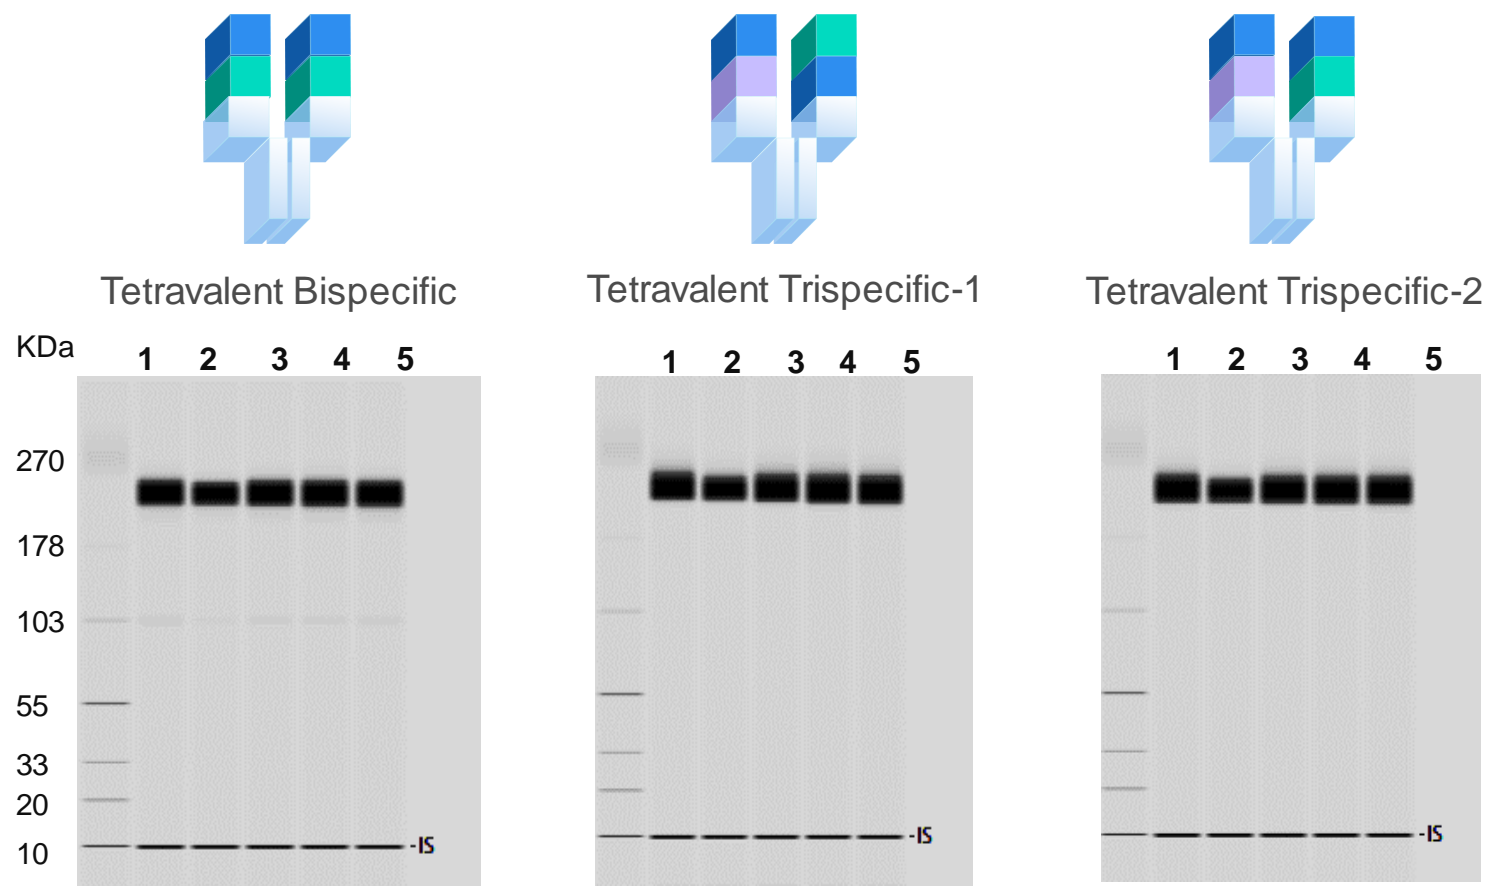 Tetravalent Bispecific
Tetravalent Trispecific-1
Tetravalent Trispecific-2
KDa
1 2 3 4 5
1 2 3 4 5
1 2 3 4 5
270
178
103
55
33
20
10
-IS
-IS
-IS